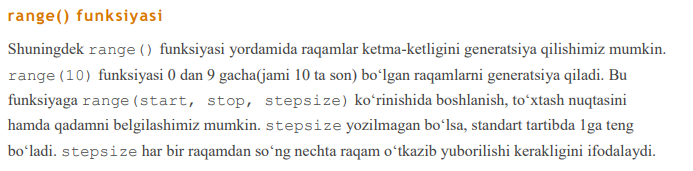 range() funksiyasi
Shuningdek range() funksiyasi yordamida raqamlar ketma-ketligini generatsiya qilishimiz mumkin.
range(10) funksiyasi 0 dan 9 gacha(jami 10 ta son) bo‘lgan raqamlarni generatsiya qiladi. Bu
funksiyaga range(start, stop, stepsize) ko‘rinishida boshlanish, to‘xtash nuqtasini
hamda qadamni belgilashimiz mumkin. stepsize yozilmagan bo‘lsa, standart tartibda 1ga teng
bo‘ladi. stepsize har bir raqamdan so‘ng nechta raqam o‘tkazib yuborilishi kerakligini ifodalaydi.